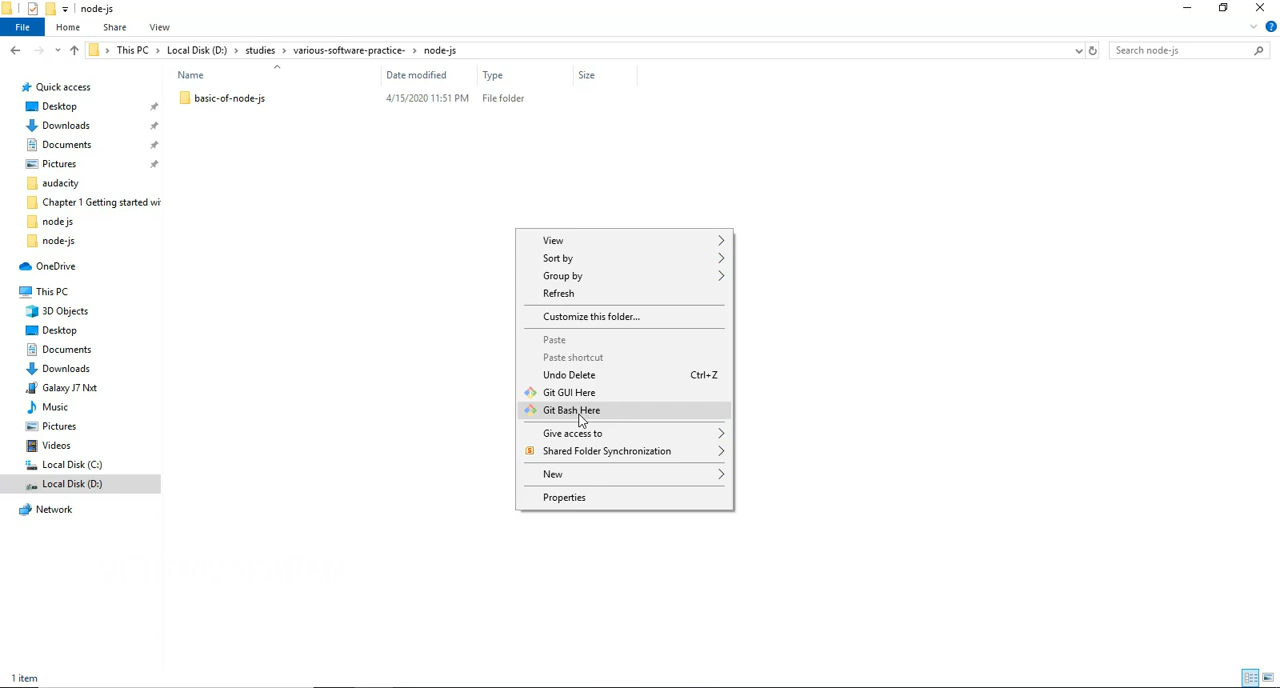 node-js
File Home Share View
This PC > Local Disk (D:) > studies > various-software-practice- > node-js
Search node-js
Name Date modified Type Size
basic-of-node-js 4/15/2020 11:51 PM File folder
Quick access
Desktop
Downloads
Documents
Pictures
audacity
Chapter 1 Getting started wi
node js
node-js
OneDrive
This PC
3D Objects
Desktop
Documents
Downloads
Galaxy J7 Nxt
Music
Pictures
Videos
Local Disk (C:)
Local Disk (D:)
Network
View
Sort by
Group by
Refresh
Customize this folder...
Paste
Paste shortcut
Undo Delete Ctrl+Z
Git GUI Here
Git Bash Here
Give access to
Shared Folder Synchronization
New
Properties
1 item